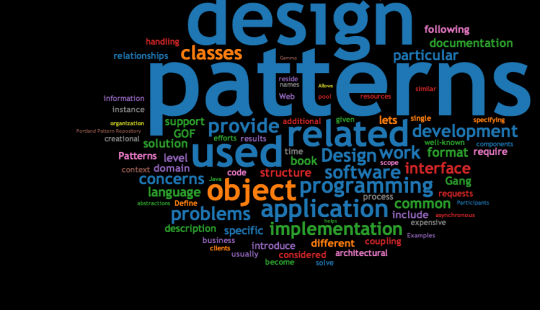 design
following
handling
classes
documentation
relationships
Gamma
particular
patterns
reside
names
Allows
similar
information
Web
pool
resources
instance
organization
support
provide
additional
given
lets
single
specifying
Portland Pattern Repository
GOF
related
development
creational
efforts
results
well-known
components
solution
used
time
Design
work
format
require
Patterns
level
book
scope
context
domain
code
structure
software
interface
concerns
Java
Gang
language
object
programming
process
requests
abstractions
Define
application
common
Participants
problems
include
asynchronous
helps
expensive
description
specific
implementation
Examples
business
introduce
different
coupling
clients
usually
considered
architectural
become
solve